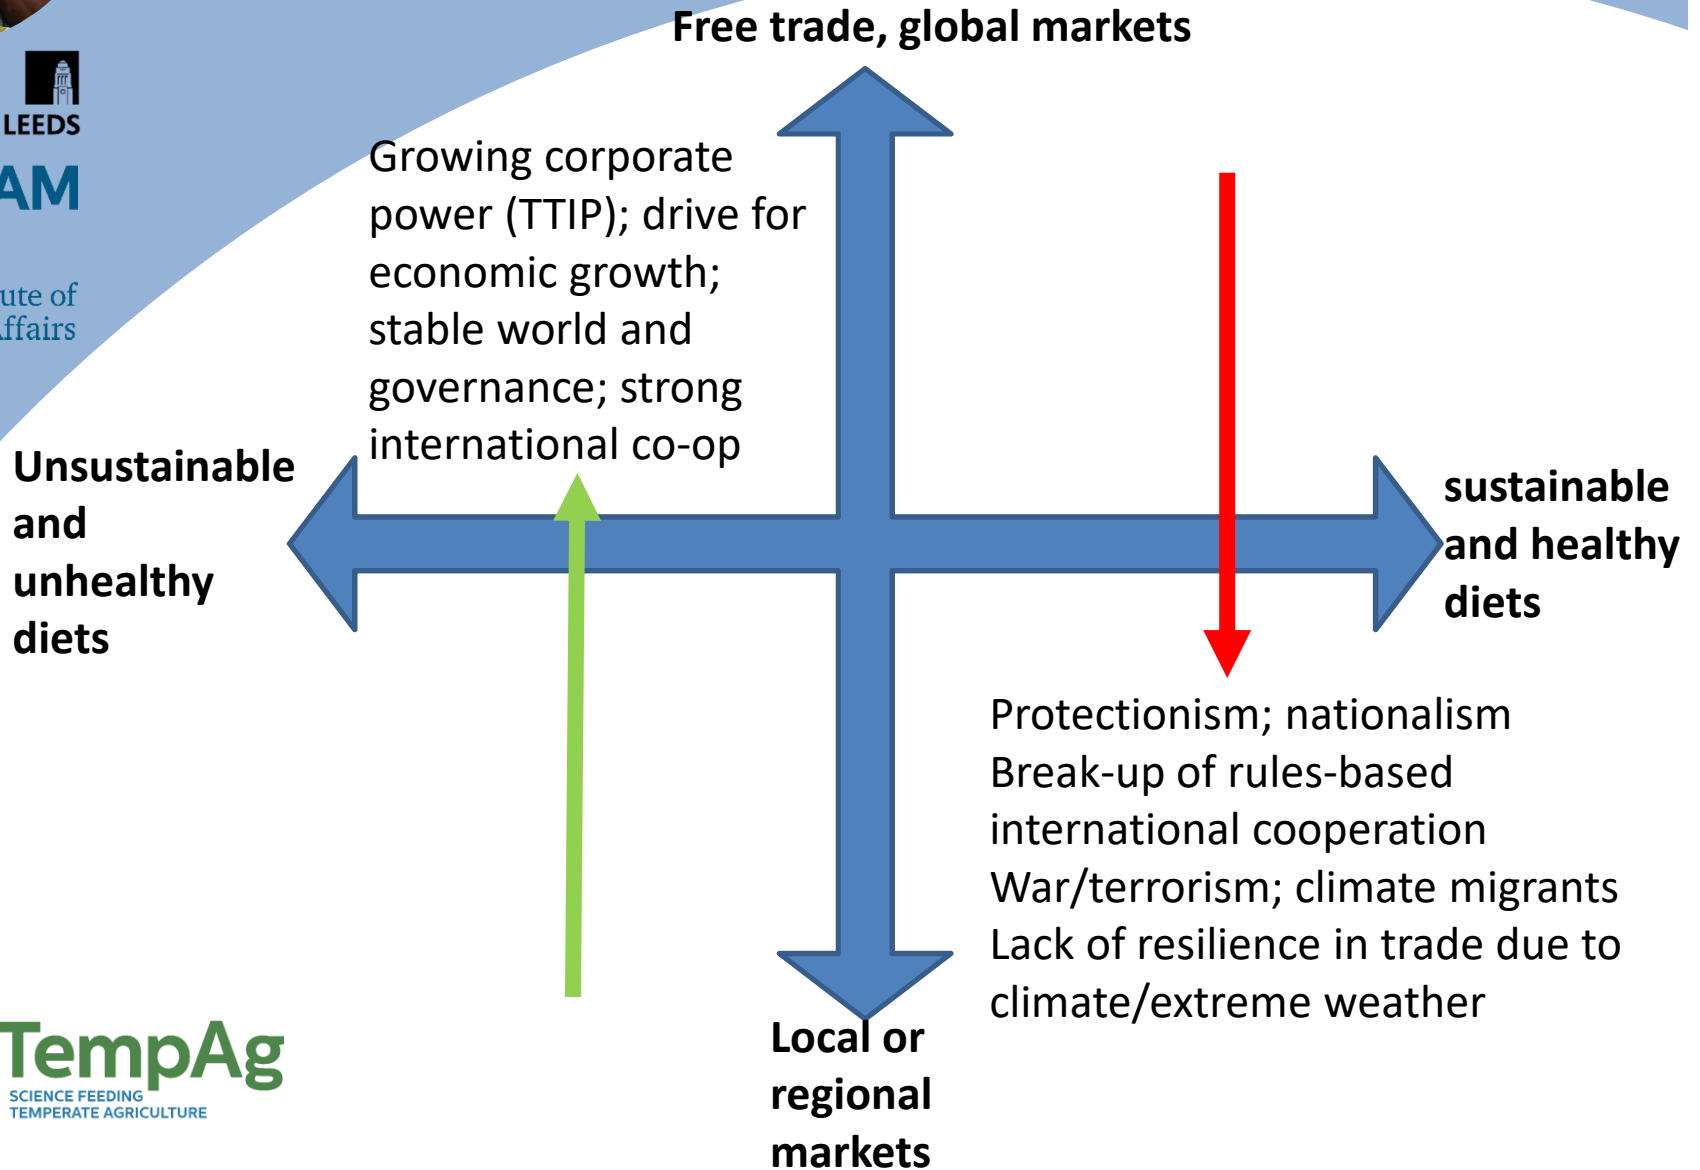 Free trade, global markets
LEEDS
AM
ute of
Affairs
Growing corporate
power (TTIP); drive for
economic growth;
stable world and
governance; strong
international co-op
Unsustainable
and
unhealthy
diets
sustainable
and healthy
diets
Protectionism; nationalism
Break-up of rules-based
international cooperation
War/terrorism; climate migrants
Lack of resilience in trade due to
climate/extreme weather
Local or
regional
markets
TempAg
SCIENCE FEEDING
TEMPERATE AGRICULTURE